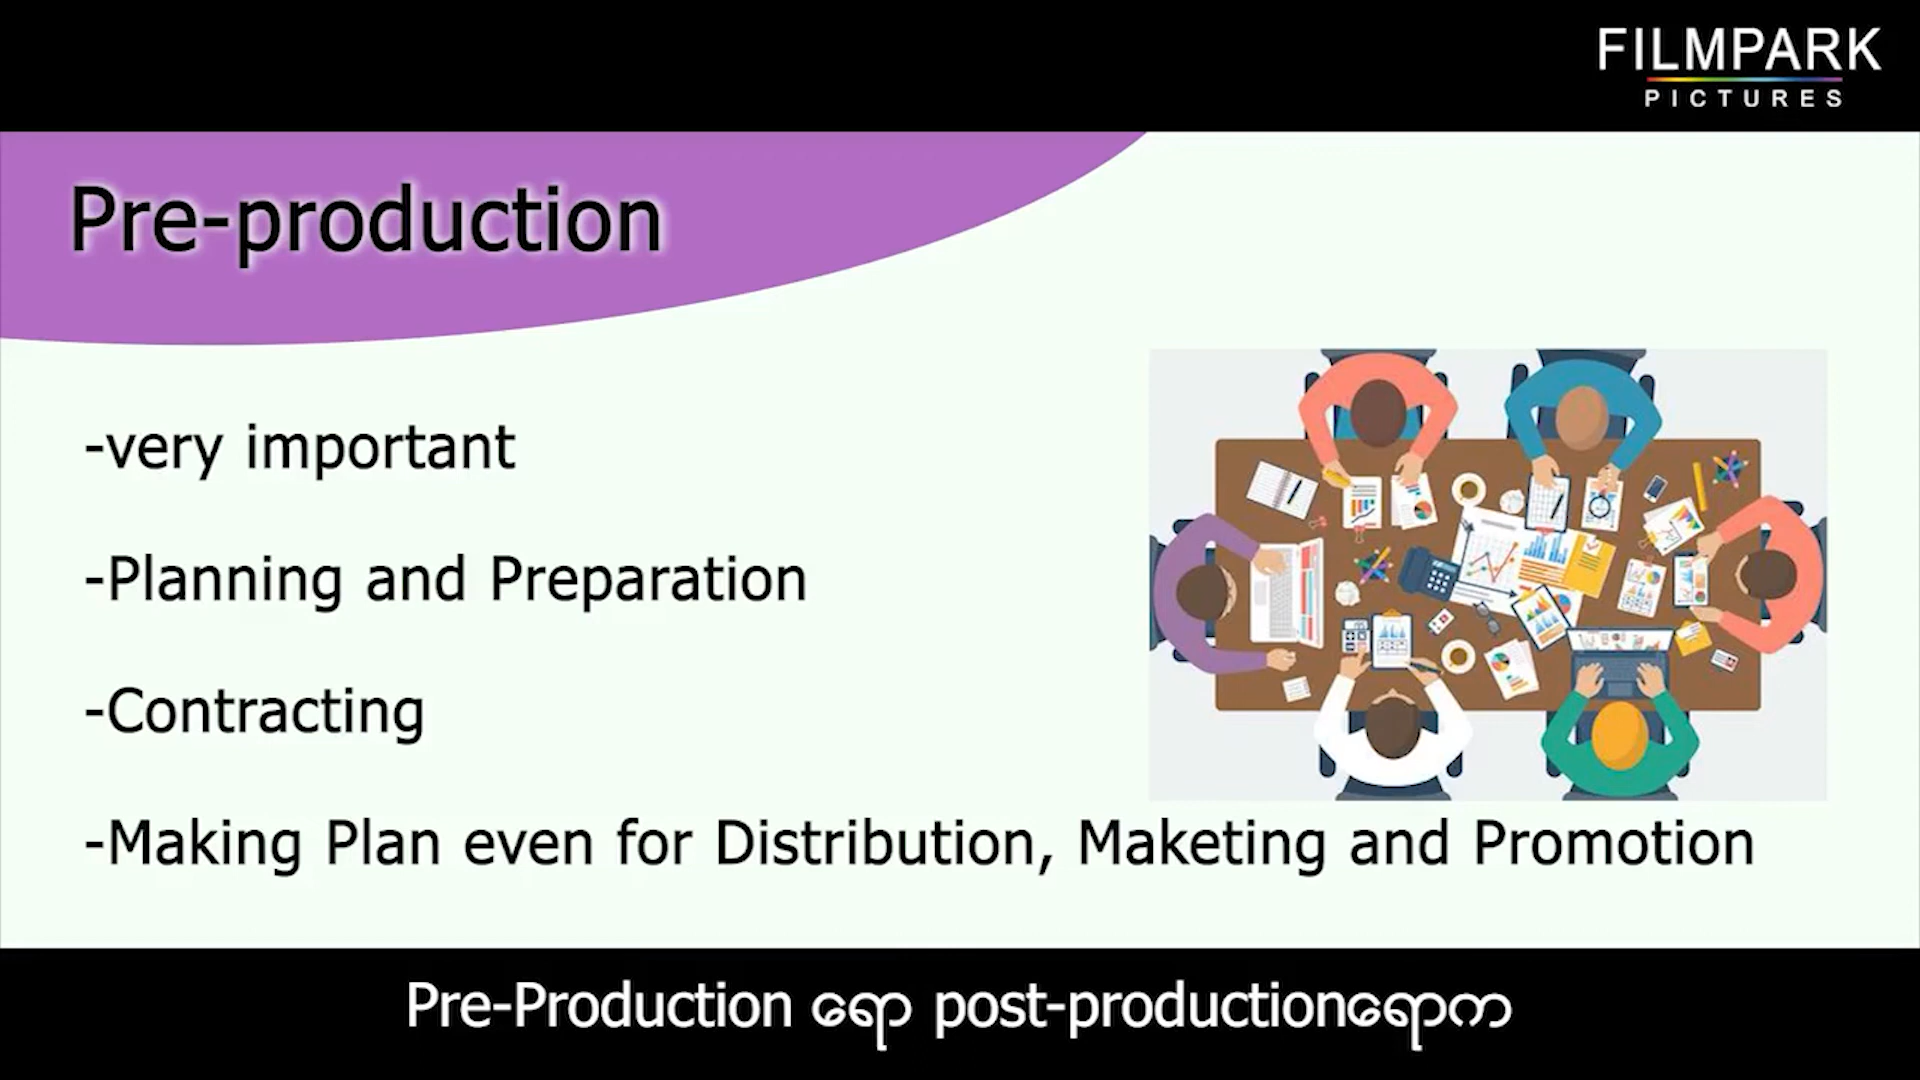 FILMPARK
PICTURES
Pre-production
-very important
-Planning and Preparation
-Contracting
-Making Plan even for Distribution, Maketing and Promotion
Pre-Production ရော post-productionရောက